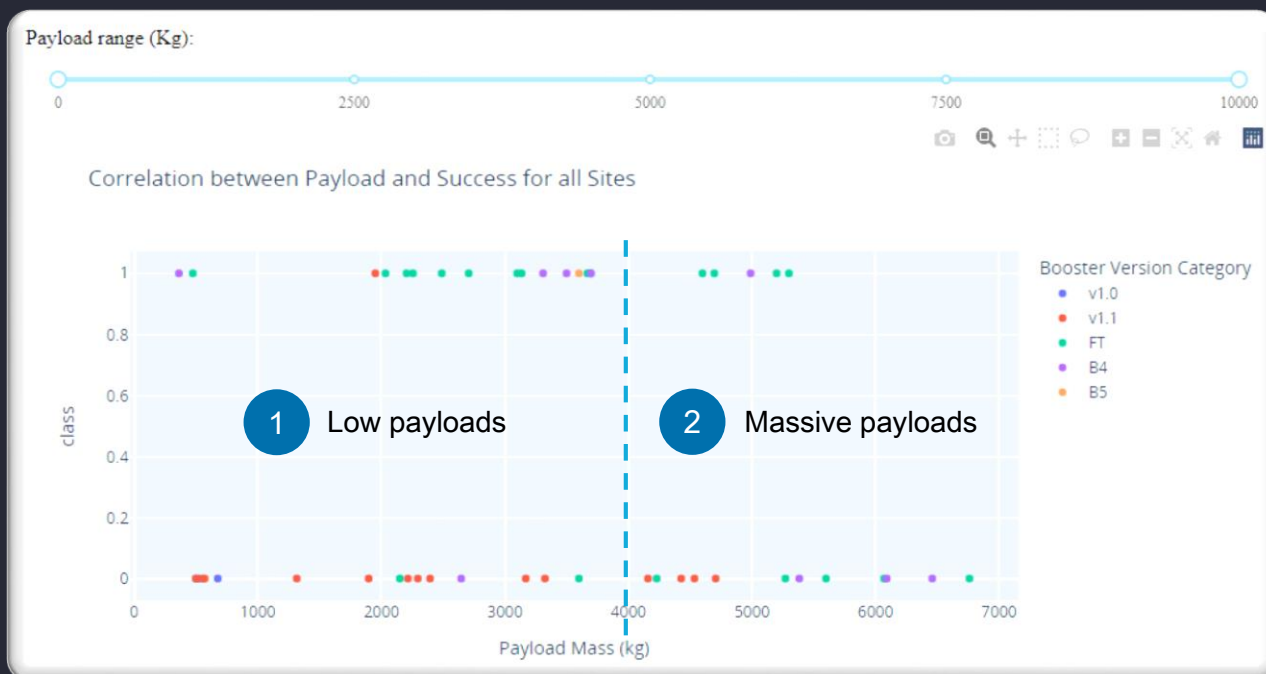 Payload range (Kg):
0 2500 5000 7500 10000
Correlation between Payload and Success for all Sites
Booster Version Category
v1.0
v1.1
FT
B4
B5
class
1
0.8
0.6
0.4
0.2
0
1 Low payloads
2 Massive payloads
0 1000 2000 3000 4000 5000 6000 7000
Payload Mass (kg)